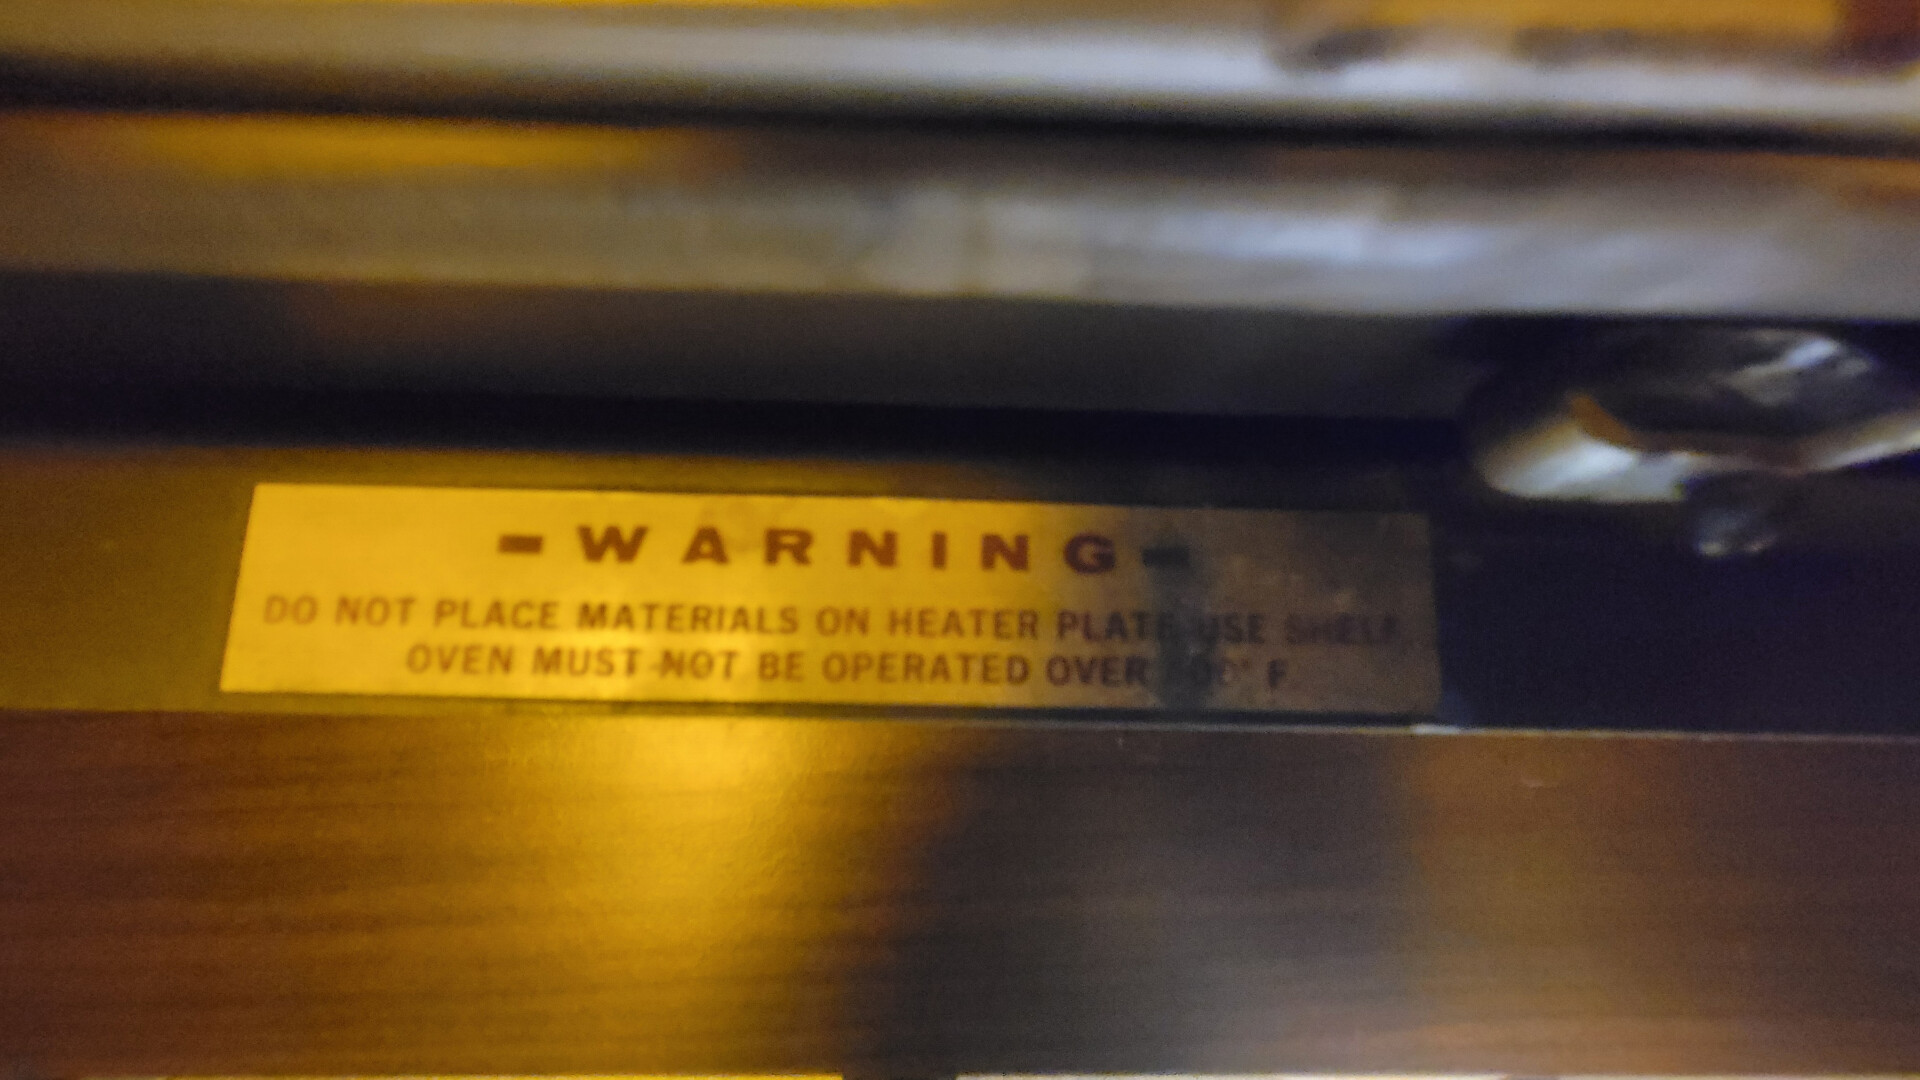 - WARNING -
DO NOT PLACE MATERIALS ON HEATER PLATE USE SHELF
OVEN MUST NOT BE OPERATED OVER F